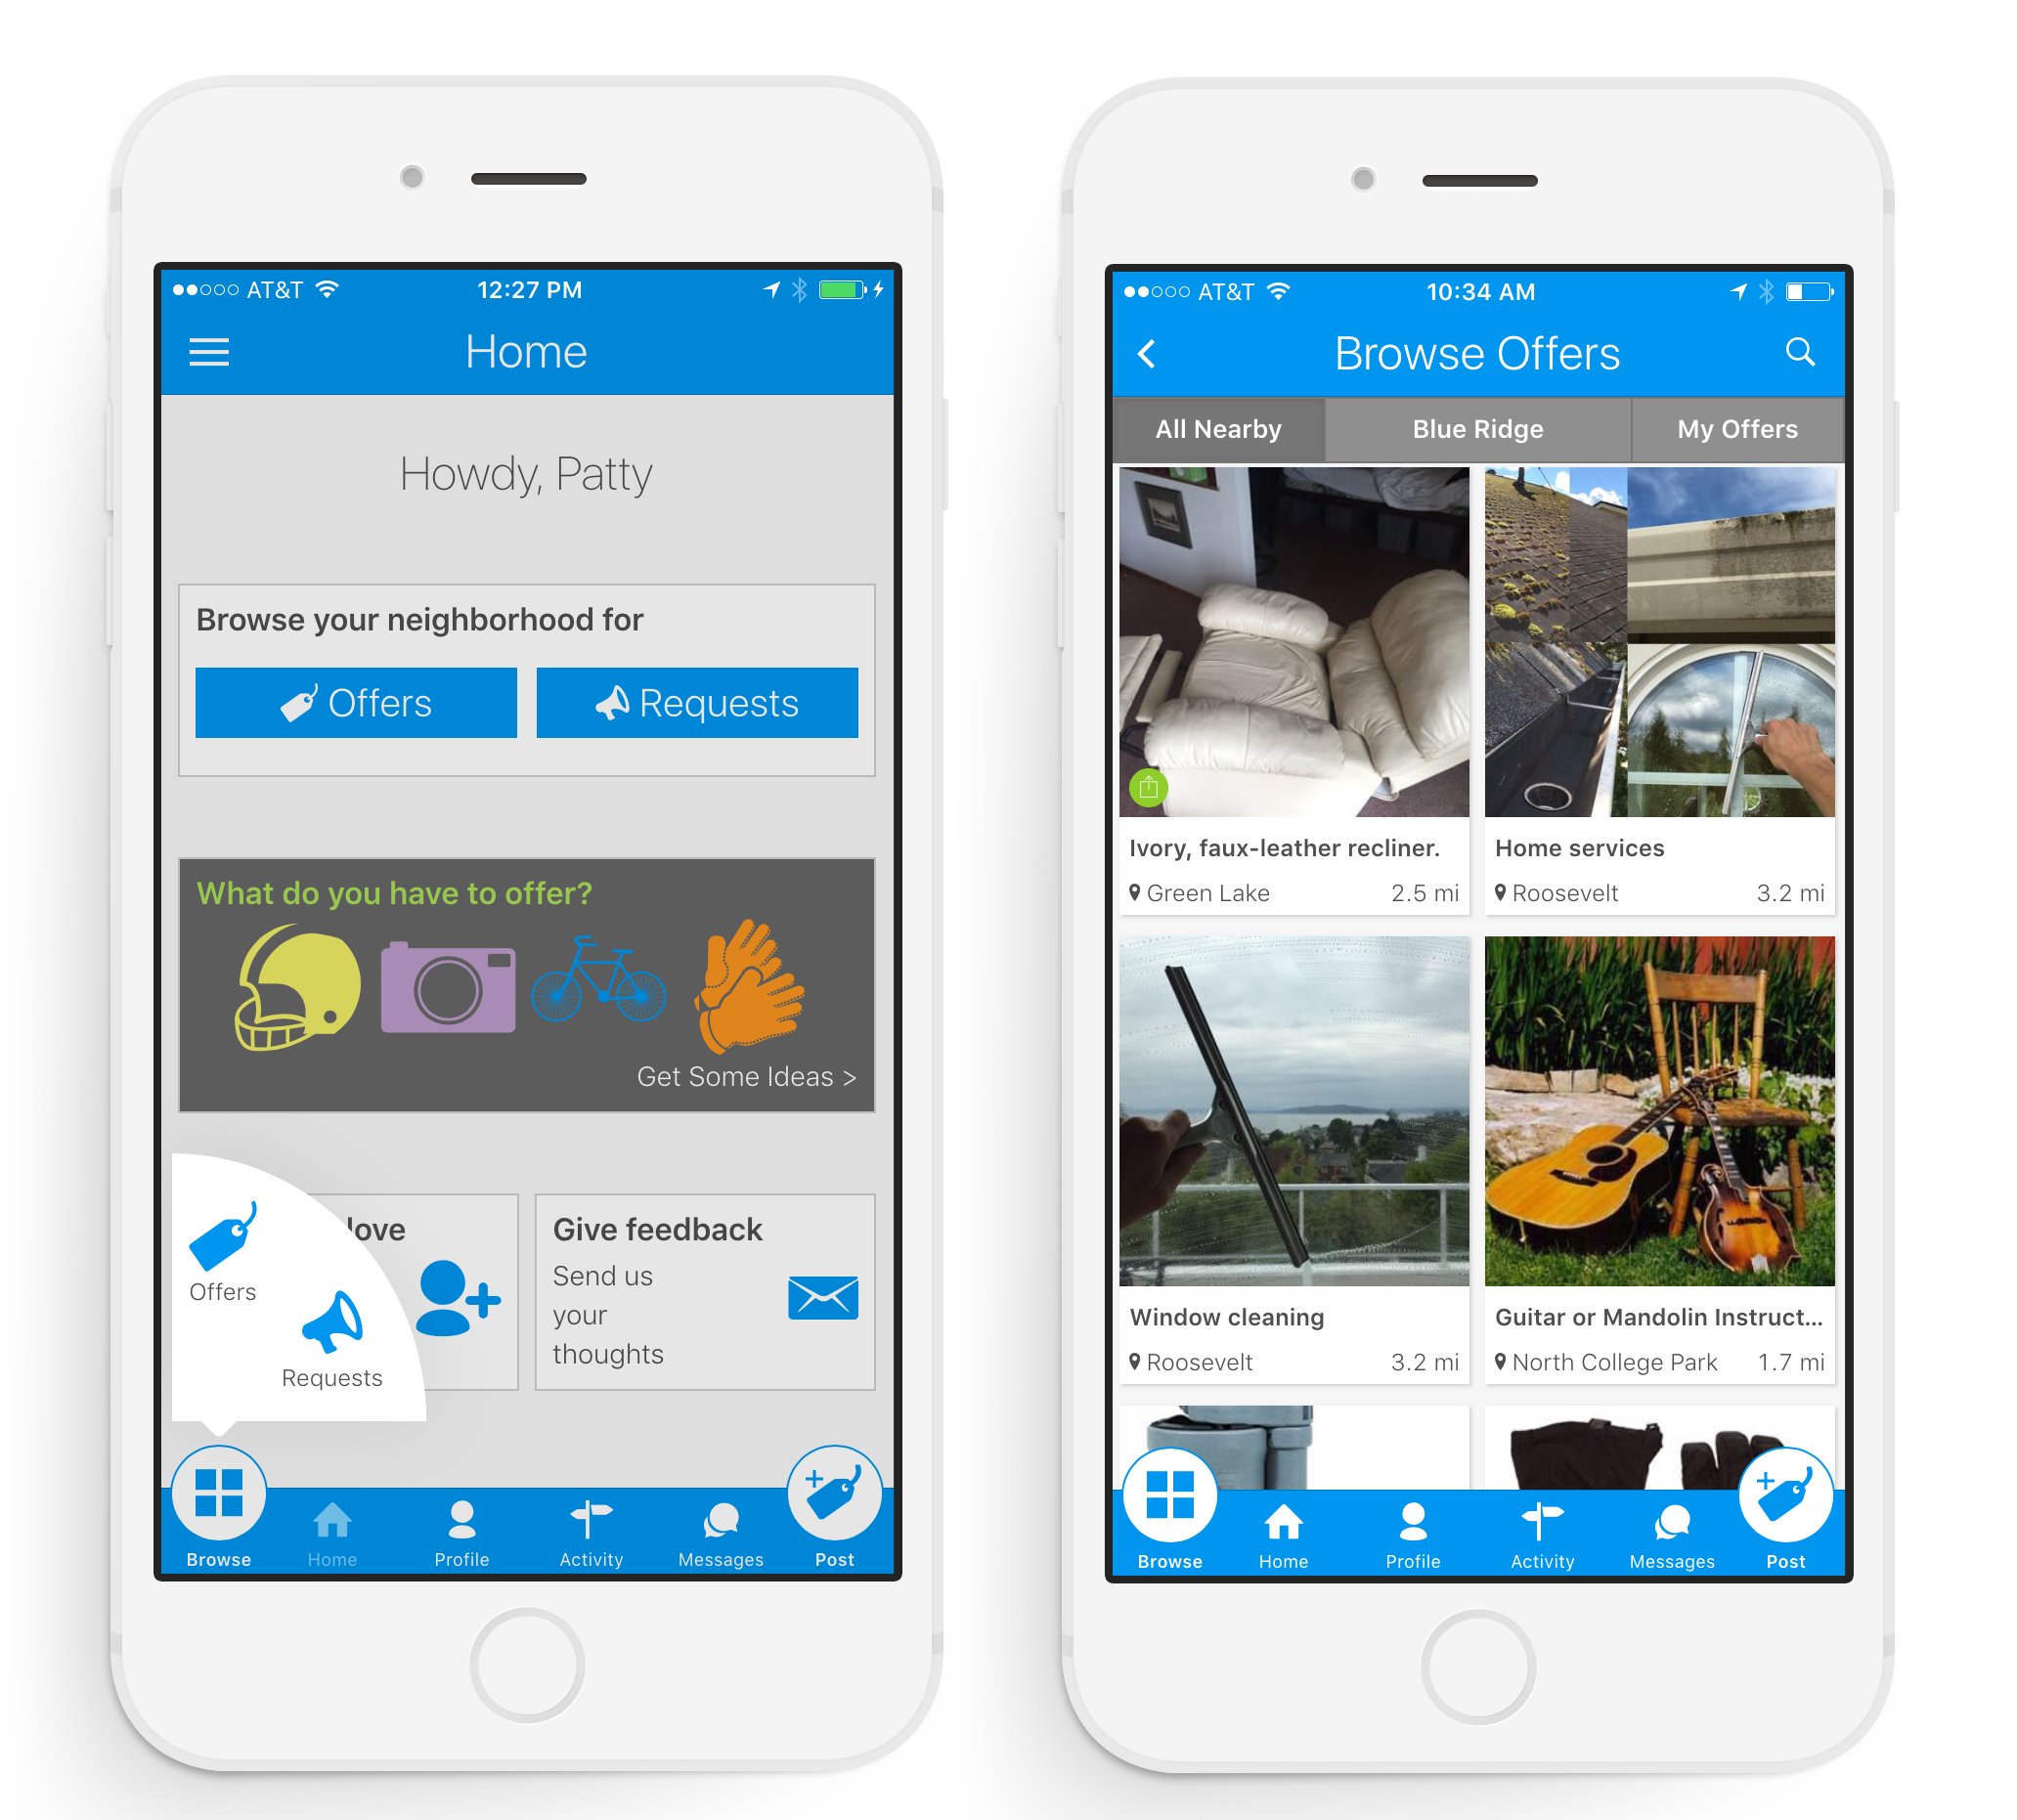 AT&T 12:27 PM
Home
Howdy, Patty
Browse your neighborhood for
Offers Requests
What do you have to offer?
Get Some Ideas >
love
Offers
Requests
Give feedback
Send us
your
thoughts
Browse Home Profile Activity Messages Post
AT&T 10:34 AM
Browse Offers
All Nearby Blue Ridge My Offers
Ivory, faux-leather recliner.
Green Lake 2.5 mi
Home services
Roosevelt 3.2 mi
Window cleaning
Roosevelt 3.2 mi
Guitar or Mandolin Instruct...
North College Park 1.7 mi
Browse Home Profile Activity Messages Post